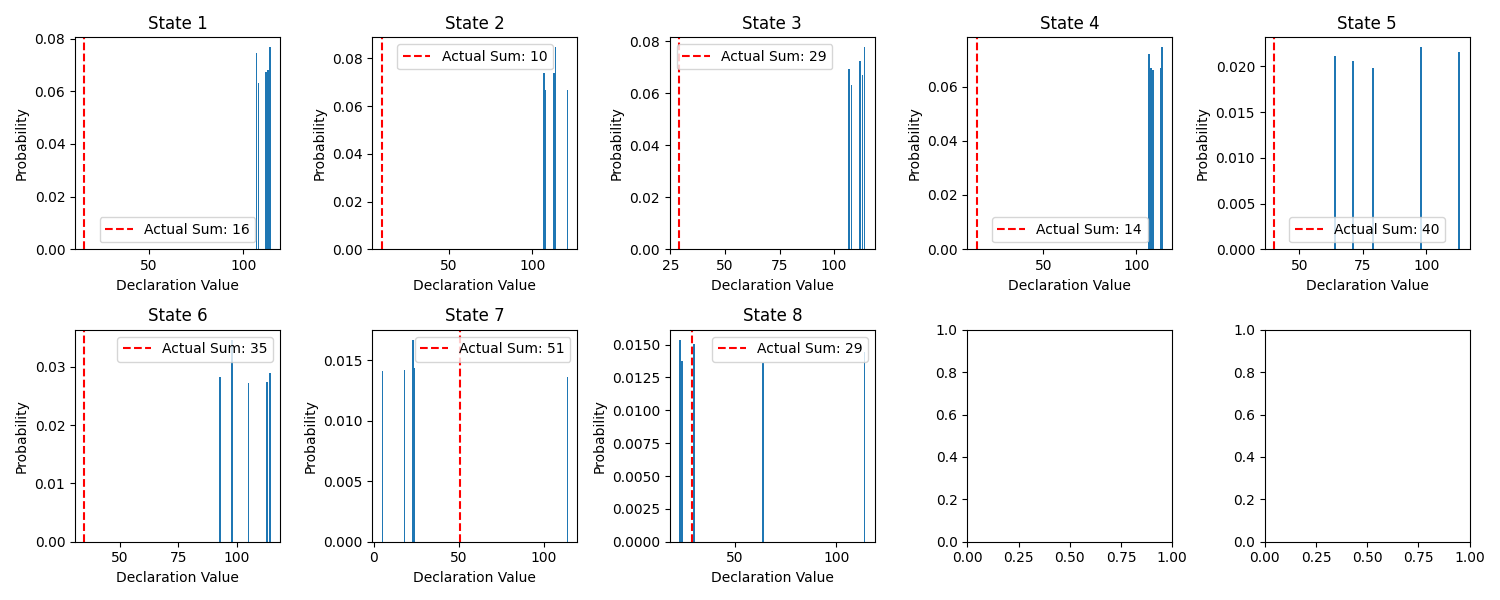 State 1
0.08
0.06
0.04
0.02
0.00
Probability
Actual Sum: 16
50
100
Declaration Value
State 2
0.08
0.06
0.04
0.02
0.00
Probability
Actual Sum: 10
50
100
Declaration Value
State 3
0.08
0.06
0.04
0.02
0.00
Probability
Actual Sum: 29
25
50
75
100
Declaration Value
State 4
0.06
0.04
0.02
0.00
Probability
Actual Sum: 14
50
100
Declaration Value
State 5
0.020
0.015
0.010
0.005
0.000
Probability
Actual Sum: 40
50
75
100
Declaration Value
State 6
0.03
0.02
0.01
0.00
Probability
Actual Sum: 35
50
75
100
Declaration Value
State 7
0.015
0.010
0.005
0.000
Probability
Actual Sum: 51
0
50
100
Declaration Value
State 8
0.0150
0.0125
0.0100
0.0075
0.0050
0.0025
0.0000
Probability
Actual Sum: 29
50
100
Declaration Value
1.0
0.8
0.6
0.4
0.2
0.0
0.00
0.25
0.50
0.75
1.00
1.0
0.8
0.6
0.4
0.2
0.0
0.00
0.25
0.50
0.75
1.00